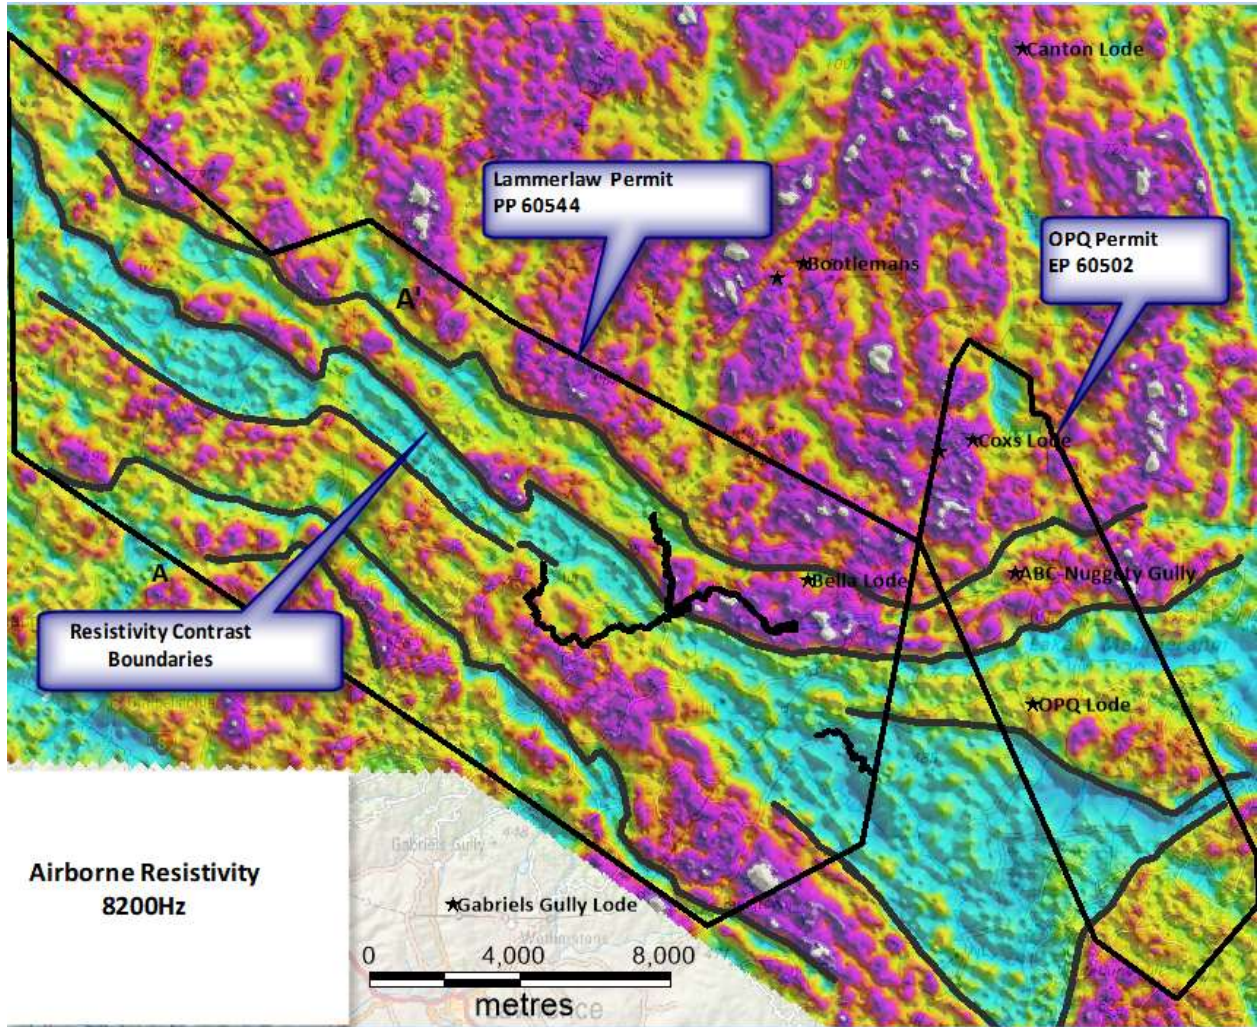 Canton Lode
Lammerlaw Permit
PP 60544
OPQ Permit
EP 60502
Bootlemans
A'
Coxs Lode
A
Bella Lode
ABC-Nuggety Gully
Resistivity Contrast
Boundaries
OPQ Lode
Gabriels Gully
448
Airborne Resistivity
8200Hz
Gabriels Gully Lode
0 4,000 8,000
metres